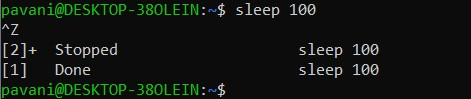 pavani@DESKTOP-38OLEIN:~$ sleep 100
^Z
[2]+  Stopped                 sleep 100
[1]   Done                    sleep 100
pavani@DESKTOP-38OLEIN:~$